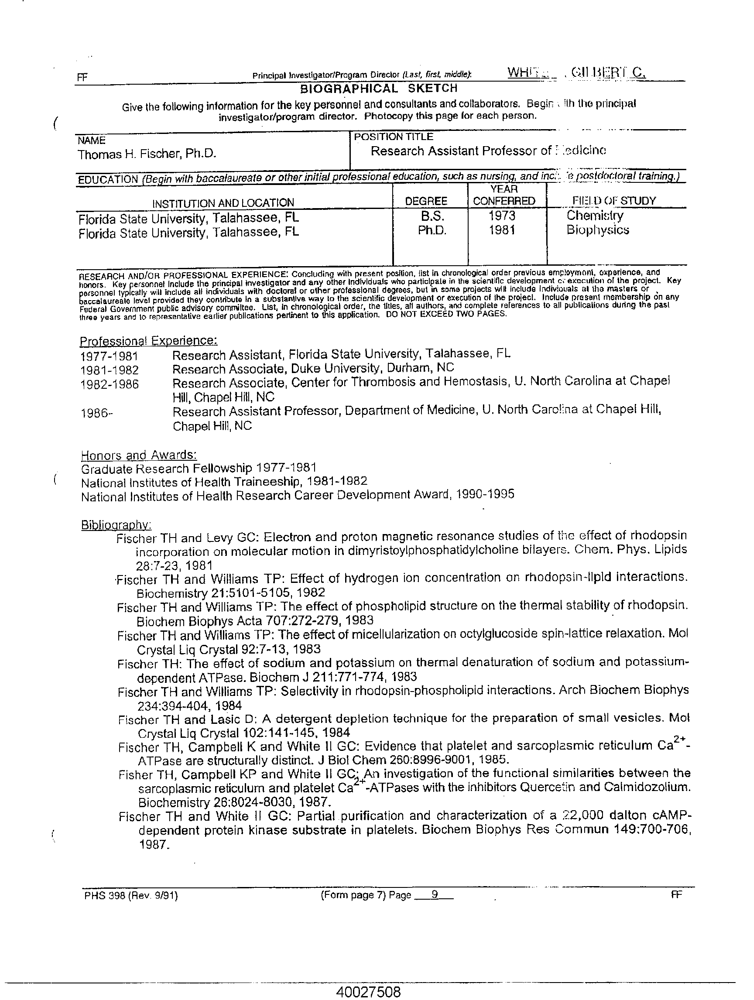 FF Principal Investigator/Program Director (Last, first, middle): GILBERT C.
BIOGRAPHICAL SKETCH
Give the following information for the key personnel and consultants and collaborators. Begin with the principal
investigator/program director. Photocopy this page for each person.
NAME POSITION TITLE
Thomas H. Fischer, Ph.D. Research Assistant Professor of Medicine
EDUCATION (Begin with baccalaureate or other initial professional education, such as nursing, and include postdoctoral training.)
INSTITUTION AND LOCATION DEGREE YEAR CONFERRED FIELD OF STUDY
Florida State University, Talahassee, FL B.S. 1973 Chemistry
Florida State University, Talahassee, FL Ph.D. 1981 Biophysics
RESEARCH AND/OR PROFESSIONAL EXPERIENCE: Concluding with present position, list in chronological order previous employment, experience, and
honors. Key personnel include the principal investigator and any other individuals who participate in the scientific development or execution of the project. Key
personnel typically will include all individuals with doctoral or other professional degrees, but in some projects will include individuals at the masters or
baccalaureate level provided they contribute in a substantive way to the scientific development or execution of the project. Include present membership on any
Federal Government public advisory committee. List, in chronological order, the titles, all authors, and complete references to all publications during the past
three years and to representative earlier publications pertinent to this application. DO NOT EXCEED TWO PAGES.
Professional Experience:
1977-1981 Research Assistant, Florida State University, Talahassee, FL
1981-1982 Research Associate, Duke University, Durham, NC
1982-1986 Research Associate, Center for Thrombosis and Hemostasis, U. North Carolina at Chapel
Hill, Chapel Hill, NC
1986- Research Assistant Professor, Department of Medicine, U. North Carolina at Chapel Hill,
Chapel Hill, NC
Honors and Awards:
Graduate Research Fellowship 1977-1981
National Institutes of Health Traineeship, 1981-1982
National Institutes of Health Research Career Development Award, 1990-1995
Bibliography:
Fischer TH and Levy GC: Electron and proton magnetic resonance studies of the effect of rhodopsin
incorporation on molecular motion in dimyristoylphosphatidylcholine bilayers. Chem. Phys. Lipids
28:7-23, 1981
Fischer TH and Williams TP: Effect of hydrogen ion concentration on rhodopsin-lipid interactions.
Biochemistry 21:5101-5105, 1982
Fischer TH and Williams TP: The effect of phospholipid structure on the thermal stability of rhodopsin.
Biochem Biophys Acta 707:272-279, 1983
Fischer TH and Williams TP: The effect of micellularization on octylglucoside spin-lattice relaxation. Mol
Crystal Liq Crystal 92:7-13, 1983
Fischer TH: The effect of sodium and potassium on thermal denaturation of sodium and potassium-
dependent ATPase. Biochem J 211:771-774, 1983
Fischer TH and Williams TP: Selectivity in rhodopsin-phospholipid interactions. Arch Biochem Biophys
234:394-404, 1984
Fischer TH and Lasic D: A detergent depletion technique for the preparation of small vesicles. Mol
Crystal Liq Crystal 102:141-145, 1984
Fischer TH, Campbell K and White II GC: Evidence that platelet and sarcoplasmic reticulum Ca2+-
ATPase are structurally distinct. J Biol Chem 260:8996-9001, 1985.
Fisher TH, Campbell KP and White II GC: An investigation of the functional similarities between the
sarcoplasmic reticulum and platelet Ca2+-ATPases with the inhibitors Quercetin and Calmidozolium.
Biochemistry 26:8024-8030, 1987.
Fischer TH and White II GC: Partial purification and characterization of a 22,000 dalton cAMP-
dependent protein kinase substrate in platelets. Biochem Biophys Res Commun 149:700-706,
1987.
PHS 398 (Rev. 9/91) (Form page 7) Page 9 FF
40027508